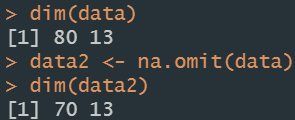 > dim(data)
[1] 80 13
> data2 <- na.omit(data)
> dim(data2)
[1] 70 13